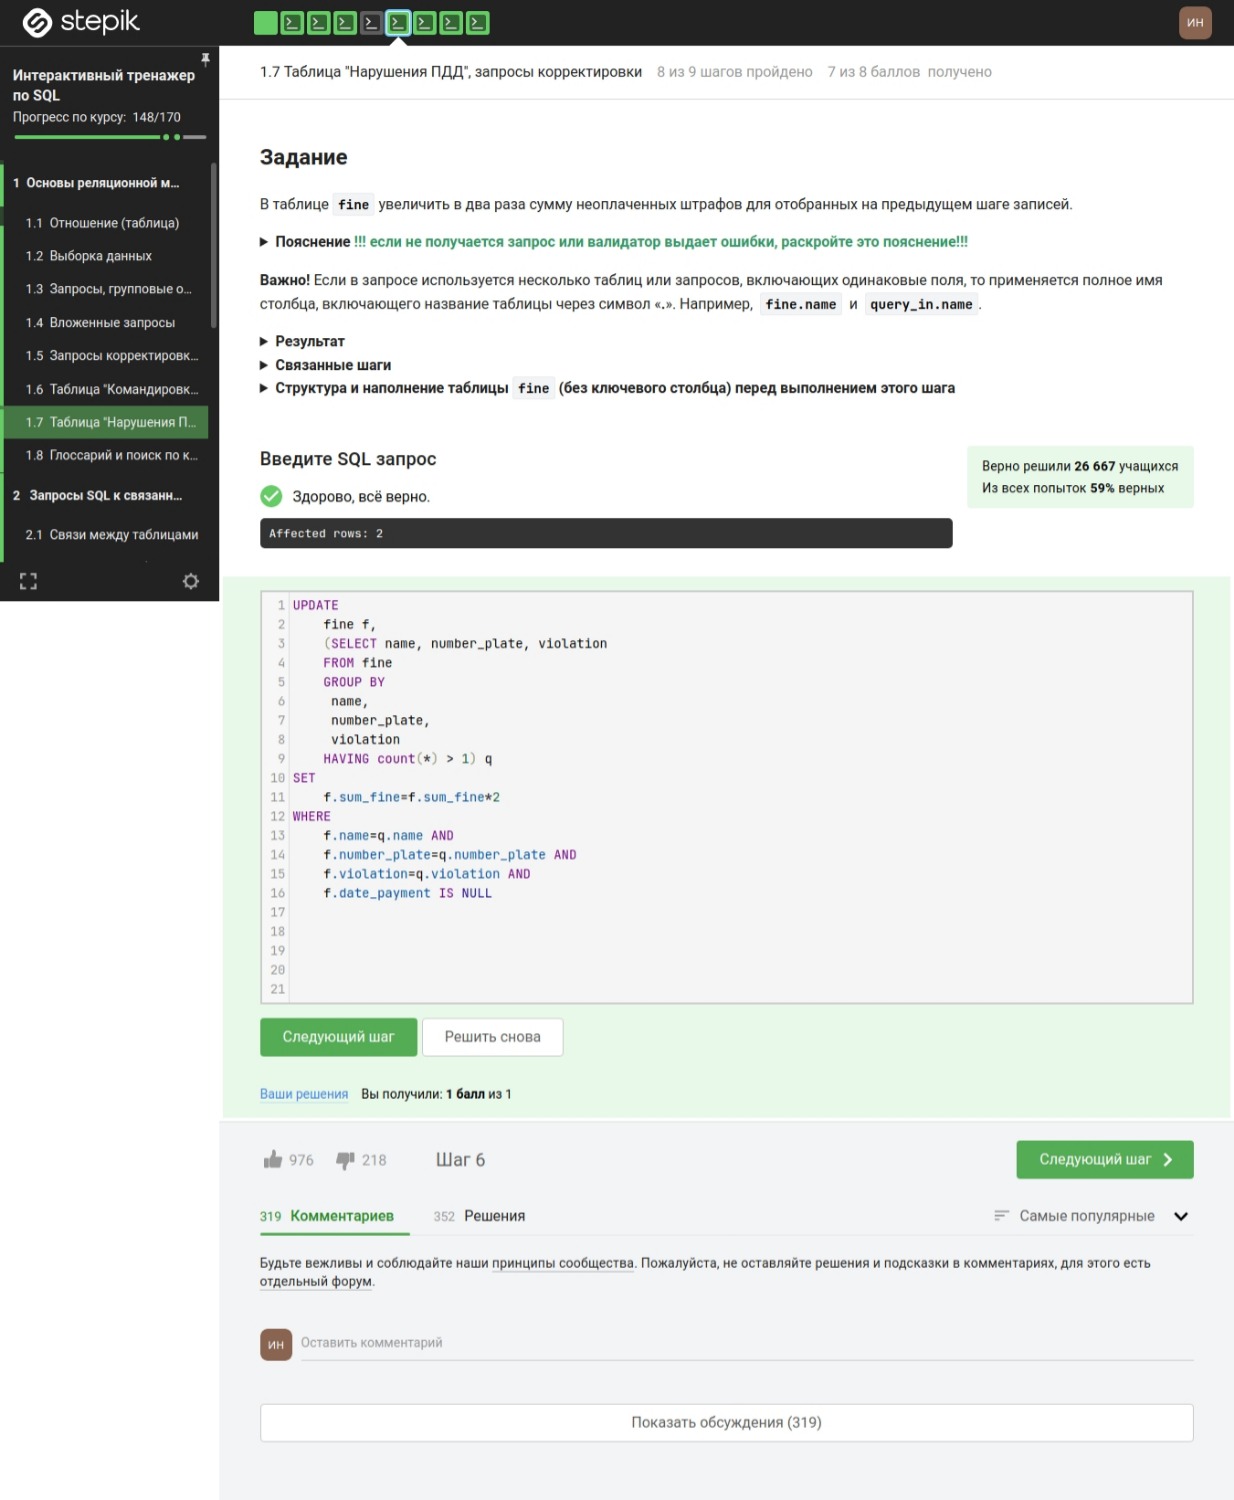 stepik
ИН
Интерактивный тренажер
по SQL
Прогресс по курсу: 148/170
1 Основы реляционной м...
1.1 Отношение (таблица)
1.2 Выборка данных
1.3 Запросы, групповые о...
1.4 Вложенные запросы
1.5 Запросы корректировк...
1.6 Таблица "Командировк...
1.7 Таблица "Нарушения П...
1.8 Глоссарий и поиск по к...
2 Запросы SQL к связанн...
2.1 Связи между таблицами
1.7 Таблица "Нарушения ПДД", запросы корректировки 8 из 9 шагов пройдено 7 из 8 баллов получено
Задание
В таблице fine увеличить в два раза сумму неоплаченных штрафов для отобранных на предыдущем шаге записей.
Пояснение !!! если не получается запрос или валидатор выдает ошибки, раскройте это пояснение!!!
Важно! Если в запросе используется несколько таблиц или запросов, включающих одинаковые поля, то применяется полное имя
столбца, включающего название таблицы через символ «.». Например, fine.name и query_in.name.
Результат
Связанные шаги
Структура и наполнение таблицы fine (без ключевого столбца) перед выполнением этого шага
Введите SQL запрос
Здорово, всё верно.
Affected rows: 2
Верно решили 26 667 учащихся
Из всех попыток 59% верных
1 UPDATE
2 fine f,
3 (SELECT name, number_plate, violation
4 FROM fine
5 GROUP BY
6 name,
7 number_plate,
8 violation
9 HAVING count(*) > 1) q
10 SET
11 f.sum_fine=f.sum_fine*2
12 WHERE
13 f.name=q.name AND
14 f.number_plate=q.number_plate AND
15 f.violation=q.violation AND
16 f.date_payment IS NULL
17
18
19
20
21
Следующий шаг Решить снова
Ваши решения Вы получили: 1 балл из 1
976 218 Шаг 6 Следующий шаг
319 Комментариев 352 Решения Самые популярные
Будьте вежливы и соблюдайте наши принципы сообщества. Пожалуйста, не оставляйте решения и подсказки в комментариях, для этого есть
отдельный форум.
ИН Оставить комментарий
Показать обсуждения (319)